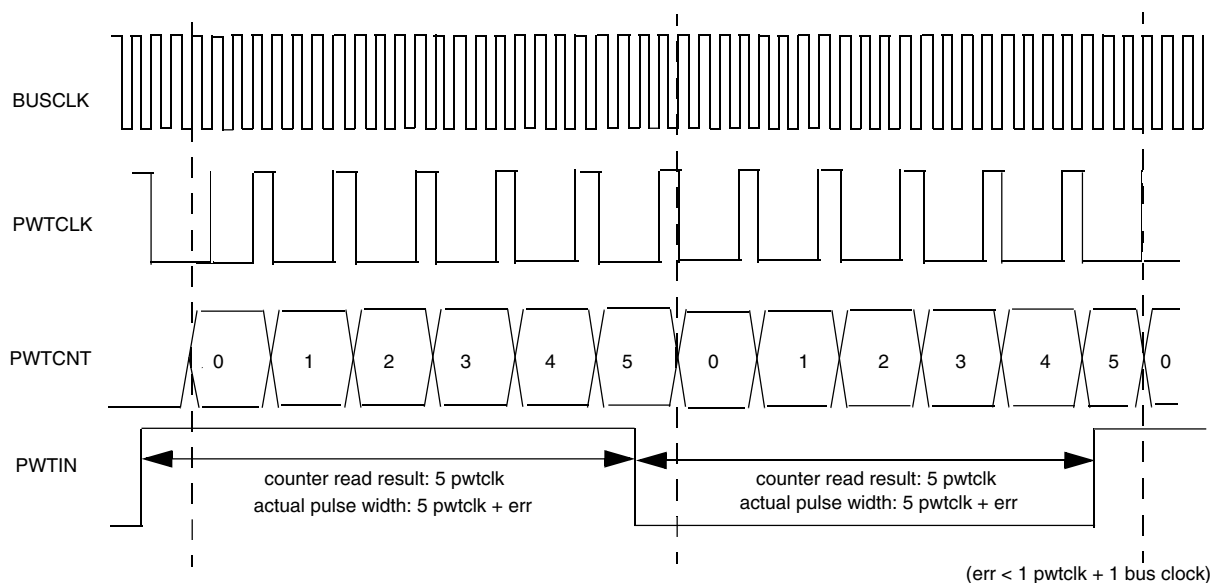 BUSCLK
PWTCLK
PWTCNT 0 1 2 3 4 5 0 1 2 3 4 5 0
PWTIN
counter read result: 5 pwtclk
actual pulse width: 5 pwtclk + err
counter read result: 5 pwtclk
actual pulse width: 5 pwtclk + err
(err < 1 pwtclk + 1 bus clock)